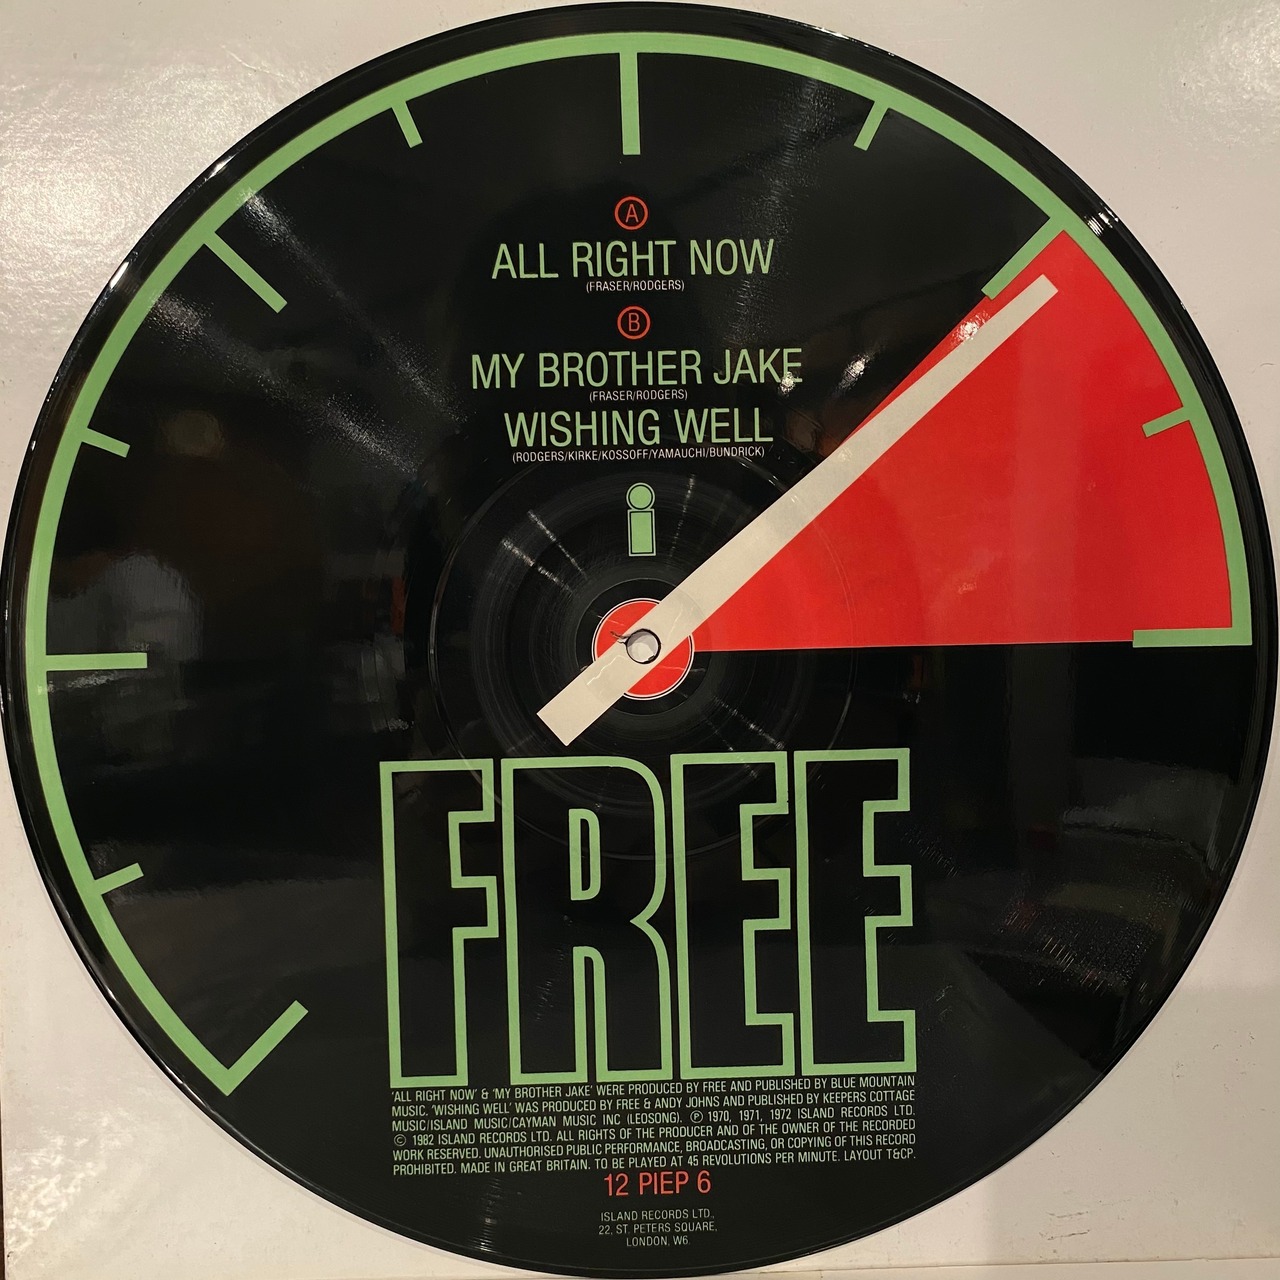 A
ALL RIGHT NOW
(FRASER/RODGERS)
B
MY BROTHER JAKE
(FRASER/RODGERS)
WISHING WELL
(RODGERS/KIRKE/KOSSOFF/YAMAUCHI/BUNDRICK)
i
FREE
'ALL RIGHT NOW' & 'MY BROTHER JAKE' WERE PRODUCED BY FREE AND PUBLISHED BY BLUE MOUNTAIN
MUSIC. 'WISHING WELL' WAS PRODUCED BY FREE & ANDY JOHNS AND PUBLISHED BY KEEPERS COTTAGE
MUSIC/ISLAND MUSIC/CAYMAN MUSIC INC (LEOSONG). Ⓟ 1970, 1971, 1972 ISLAND RECORDS LTD.
© 1982 ISLAND RECORDS LTD. ALL RIGHTS OF THE PRODUCER AND OF THE OWNER OF THE RECORDED
WORK RESERVED. UNAUTHORISED PUBLIC PERFORMANCE, BROADCASTING, OR COPYING OF THIS RECORD
PROHIBITED. MADE IN GREAT BRITAIN. TO BE PLAYED AT 45 REVOLUTIONS PER MINUTE. LAYOUT T&CP.
12 PIEP 6
ISLAND RECORDS LTD.,
22, ST. PETERS SQUARE,
LONDON, W6.